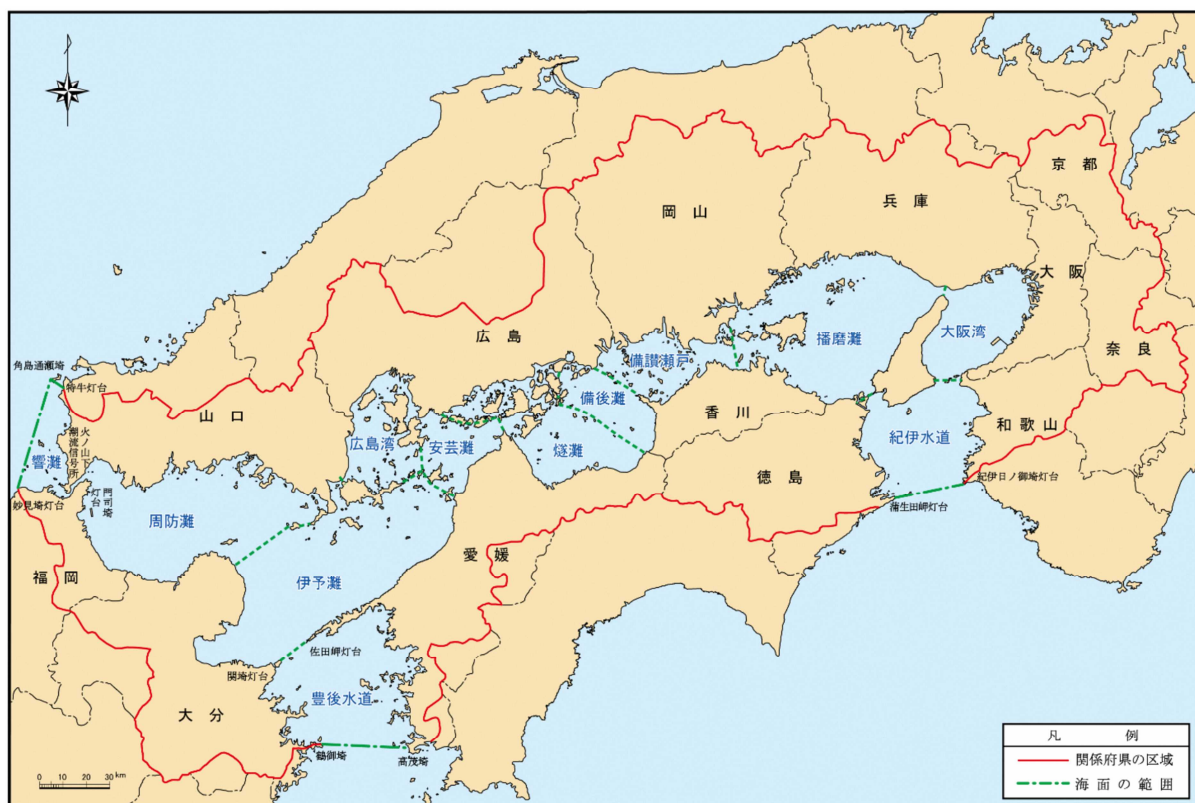 京都
兵庫
岡山
大阪
広島
大阪湾
播磨灘
備讃瀬戸
奈良
角島通瀬埼
特牛灯台
備後灘
香川
山口
和歌山
安芸灘
広島湾
燧灘
紀伊水道
火ノ山下
潮流信号所
響灘
徳島
紀伊日ノ御埼灯台
門司埼
灯台
妙見埼灯台
蒲生田岬灯台
周防灘
愛媛
福岡
伊予灘
佐田岬灯台
関埼灯台
豊後水道
大分
鶴御埼
高茂埼
0 5 10 20 30 km
凡例
関係府県の区域
海面の範囲